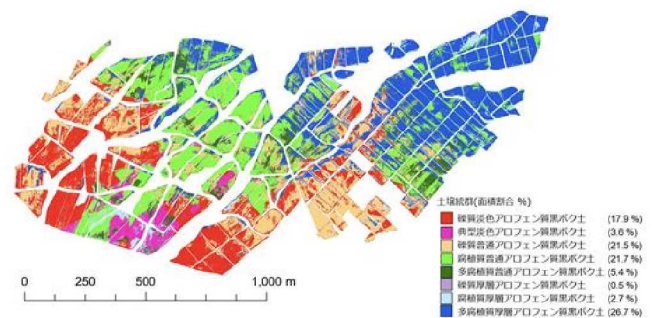 土壌統群(面積割合 %)
礫質淡色アロフェン質黒ボク土 (17.9 %)
典型淡色アロフェン質黒ボク土 (3.6 %)
礫質普通アロフェン質黒ボク土 (21.5 %)
腐植質普通アロフェン質黒ボク土 (21.7 %)
多腐植質普通アロフェン質黒ボク土 (5.4 %)
礫質厚層アロフェン質黒ボク土 (0.5 %)
腐植質厚層アロフェン質黒ボク土 (2.7 %)
多腐植質厚層アロフェン質黒ボク土 (26.7 %)
0 250 500 1,000 m